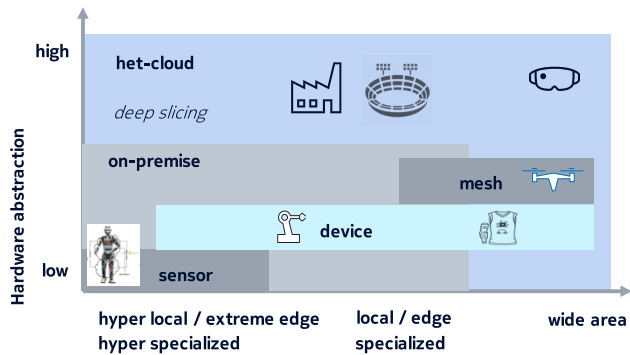 high
het-cloud
deep slicing
on-premise
mesh
device
low
sensor
Hardware abstraction
hyper local / extreme edge
hyper specialized
local / edge
specialized
wide area